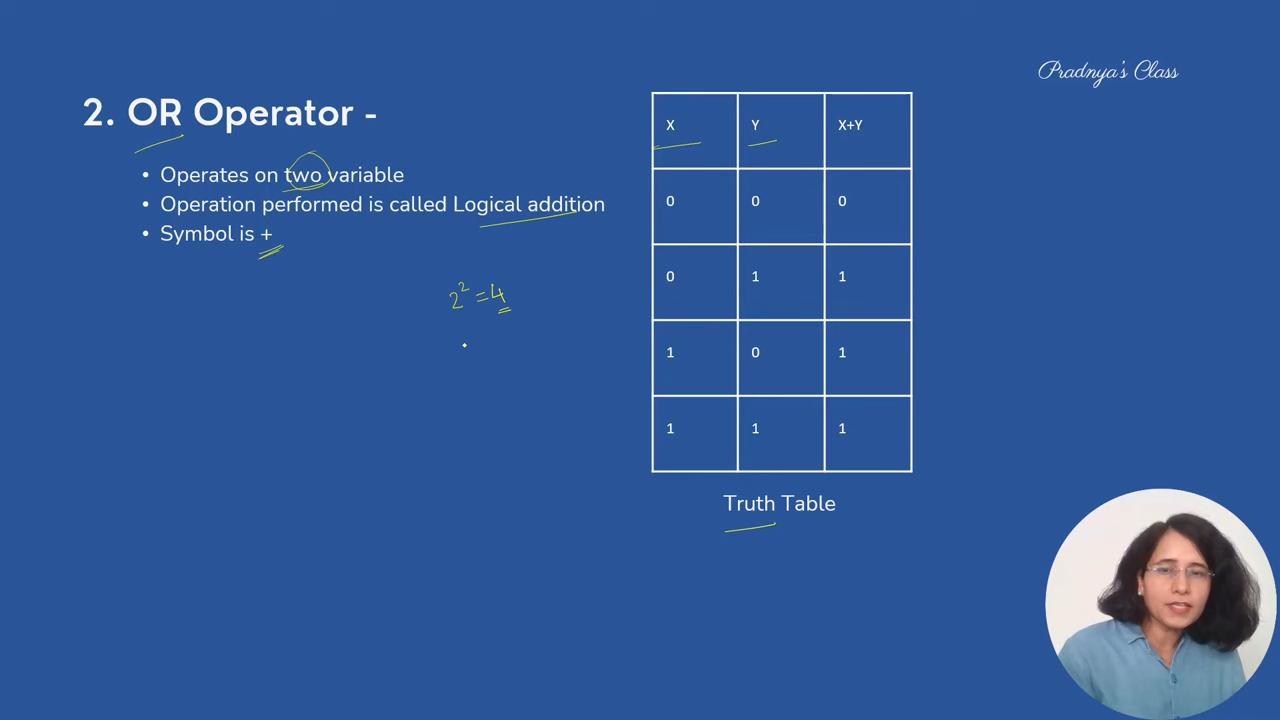 Pradnya's Class
2. OR Operator -
• Operates on two variable
• Operation performed is called Logical addition
• Symbol is +
2² = 4
X Y X+Y
0 0 0
0 1 1
1 0 1
1 1 1
Truth Table